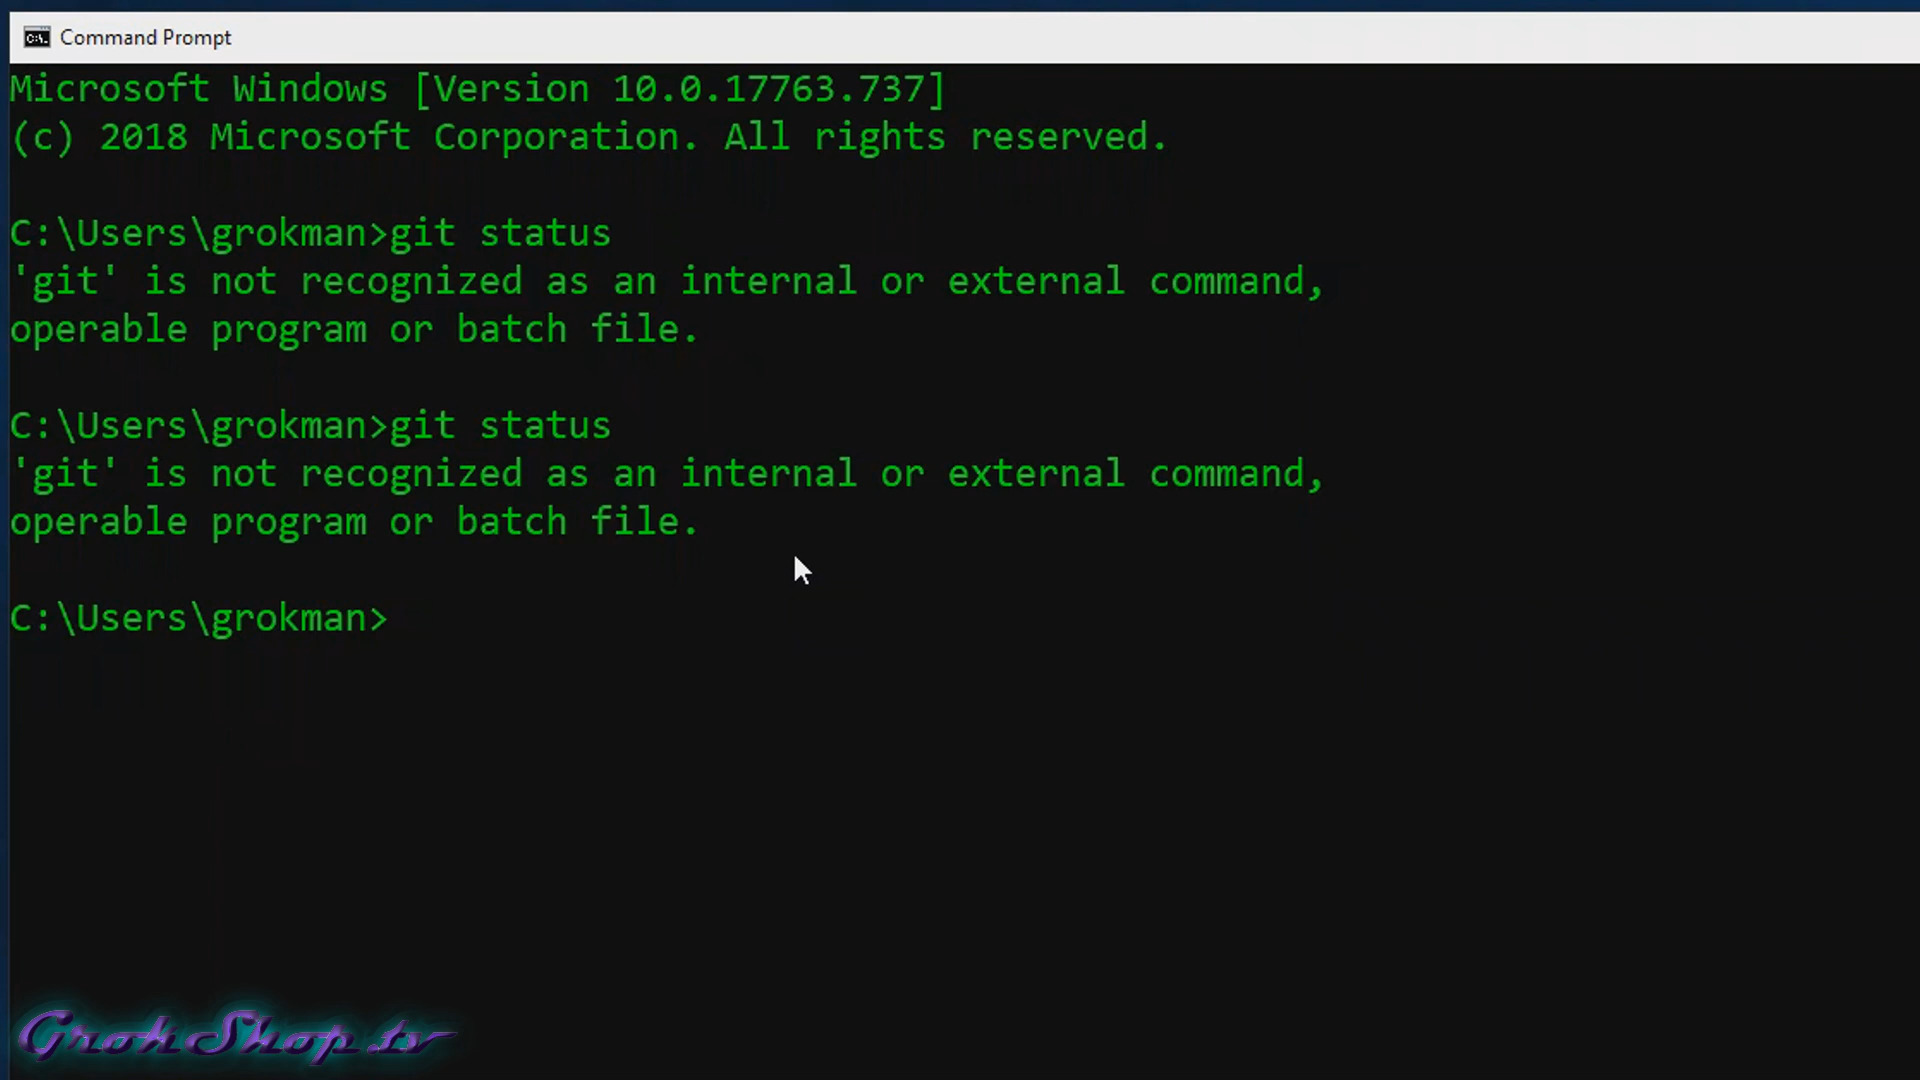 Command Prompt
Microsoft Windows [Version 10.0.17763.737]
(c) 2018 Microsoft Corporation. All rights reserved.
C:\Users\grokman>git status
'git' is not recognized as an internal or external command,
operable program or batch file.
C:\Users\grokman>git status
'git' is not recognized as an internal or external command,
operable program or batch file.
C:\Users\grokman>
GrokShop.tv